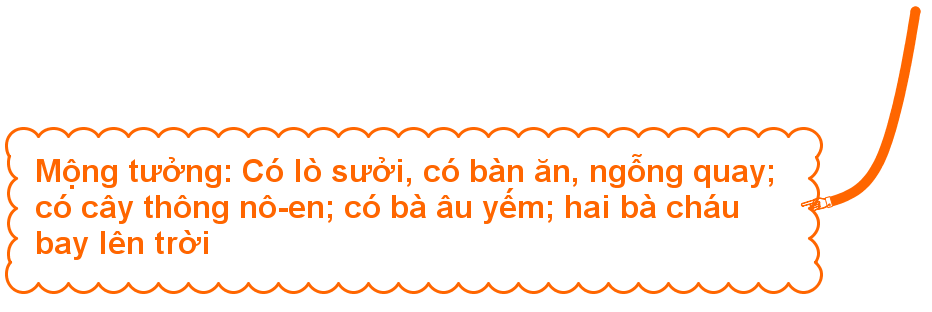 Mộng tưởng: Có lò sưởi, có bàn ăn, ngỗng quay;
có cây thông nô-en; có bà âu yếm; hai bà cháu
bay lên trời